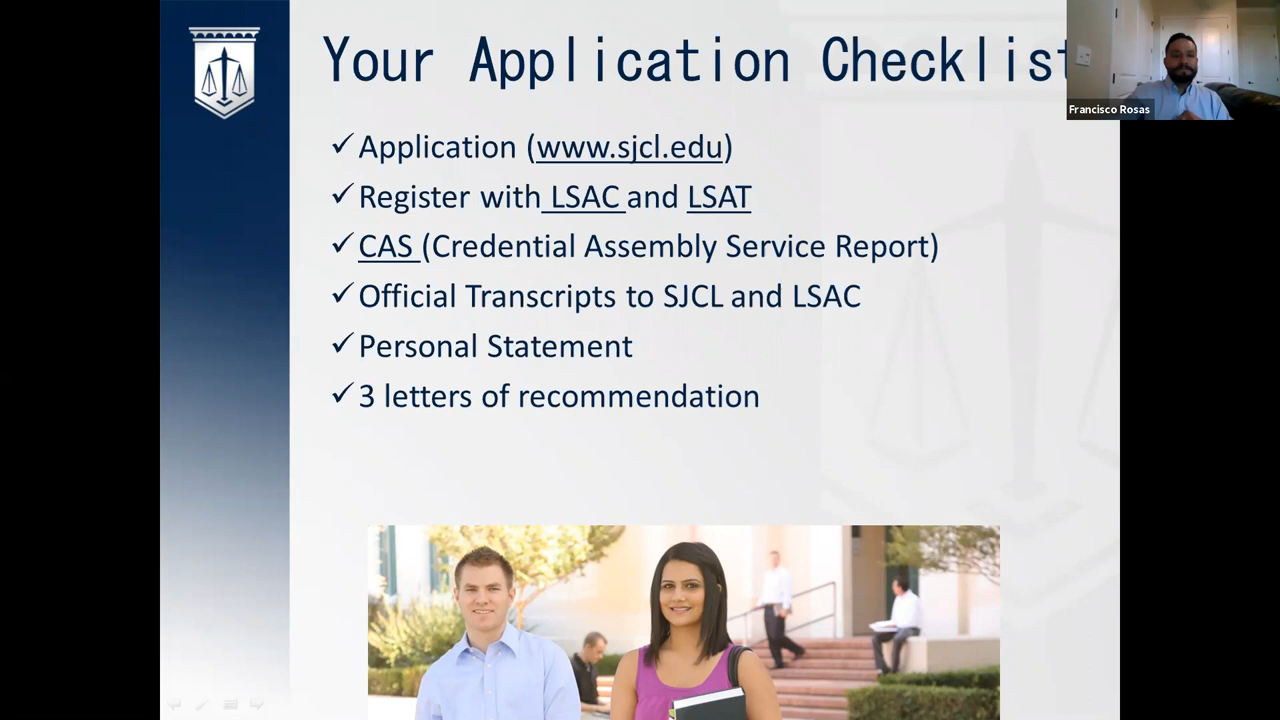 Your Application Checklist
Francisco Rosas
Application (www.sjcl.edu)
Register with LSAC and LSAT
CAS (Credential Assembly Service Report)
Official Transcripts to SJCL and LSAC
Personal Statement
3 letters of recommendation